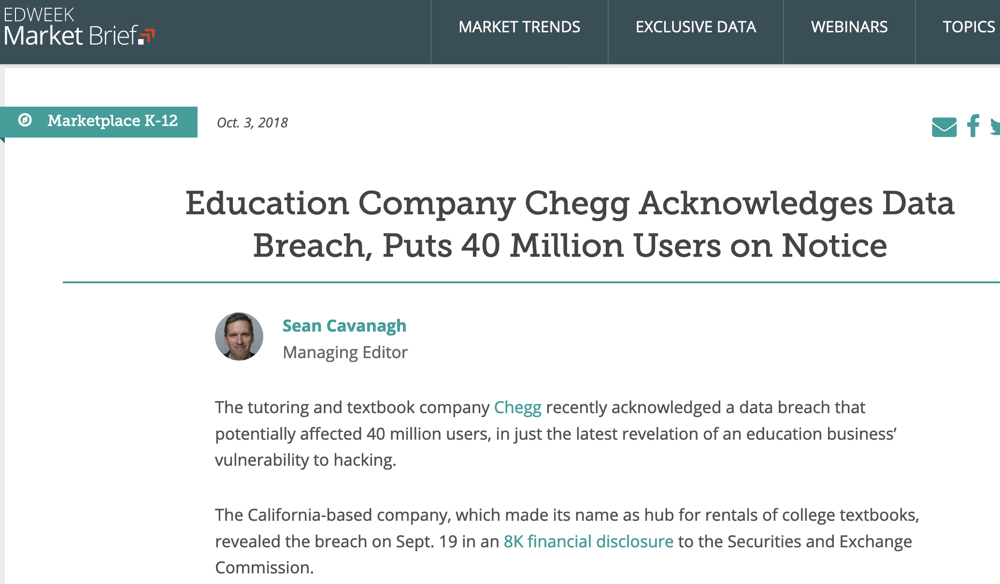 EDWEEK
Market Brief
MARKET TRENDS
EXCLUSIVE DATA
WEBINARS
TOPICS
Marketplace K-12
Oct. 3, 2018
Education Company Chegg Acknowledges Data
Breach, Puts 40 Million Users on Notice
Sean Cavanagh
Managing Editor
The tutoring and textbook company Chegg recently acknowledged a data breach that
potentially affected 40 million users, in just the latest revelation of an education business’
vulnerability to hacking.
The California-based company, which made its name as hub for rentals of college textbooks,
revealed the breach on Sept. 19 in an 8K financial disclosure to the Securities and Exchange
Commission.